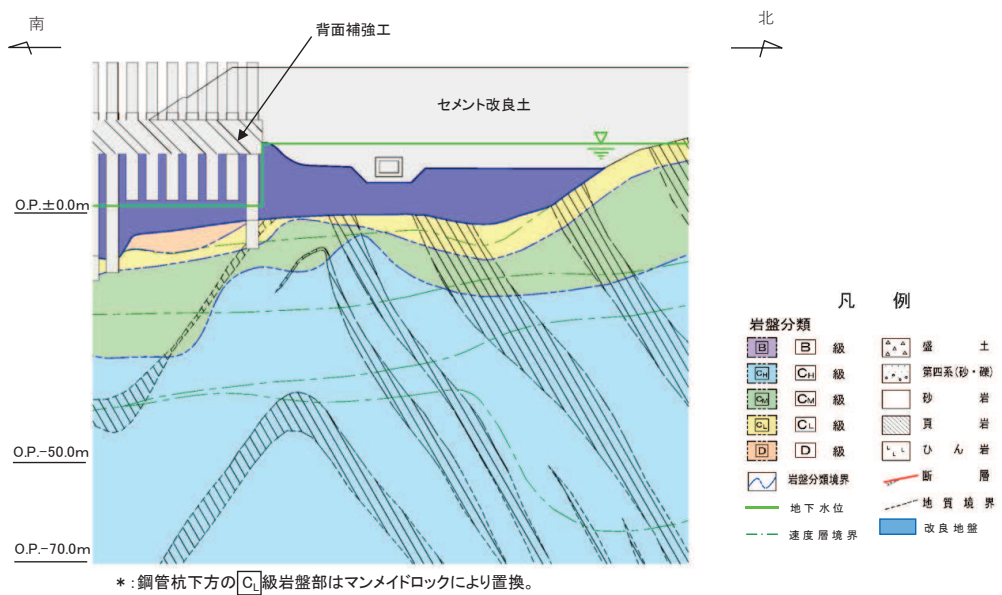 南
北
背面補強工
セメント改良土
O.P.±0.0m
O.P.-50.0m
O.P.-70.0m
*：鋼管杭下方のCL級岩盤部はマンメイドロックにより置換。
凡 例
岩盤分類
B B 級
CH CH 級
CM CM 級
CL CL 級
D D 級
岩盤分類境界
地下水位
速度層境界
盛 土
第四系(砂・礫)
砂 岩
頁 岩
ひん岩
断 層
地質境界
改良地盤